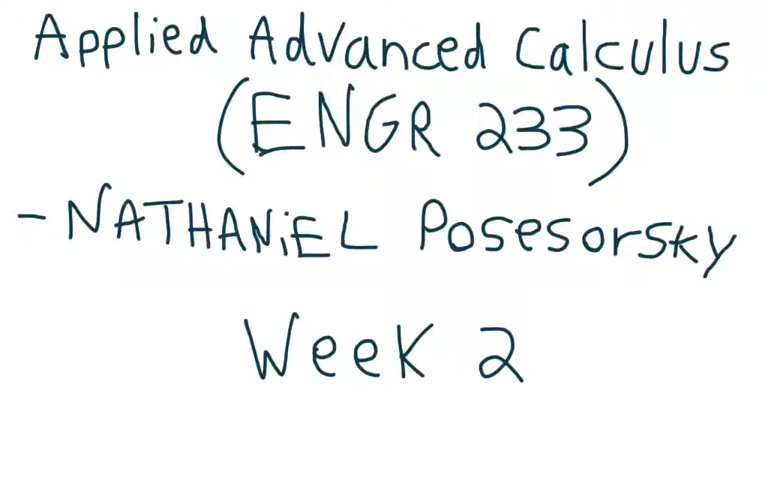 Applied Advanced Calculus
(ENGR 233)
- NATHANiEL Posesorsky
Week 2